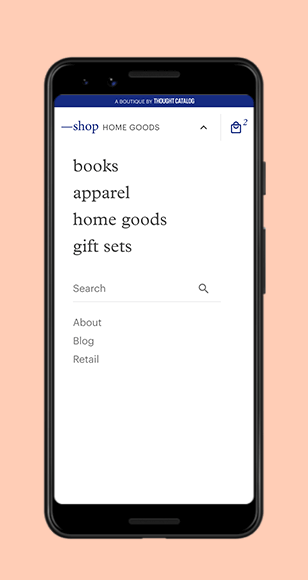 A BOUTIQUE BY THOUGHT CATALOG
—shop HOME GOODS 2
books
apparel
home goods
gift sets
Search
About
Blog
Retail